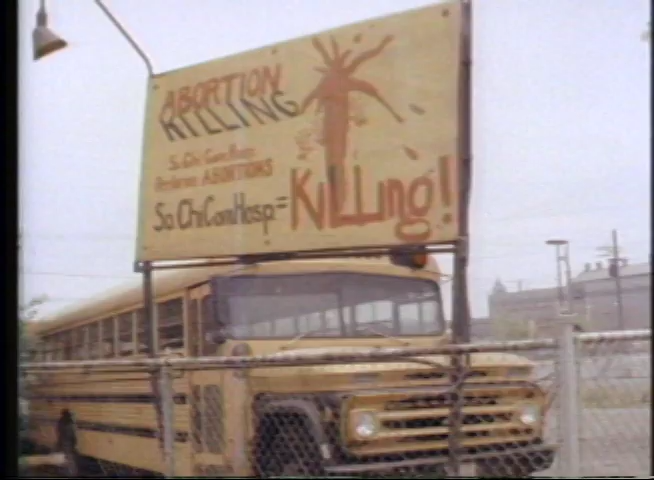 ABORTION
KILLING
So. Chi Com Hosp.
Performs ABORTIONS
So. Chi Com Hosp. = KiLLing!